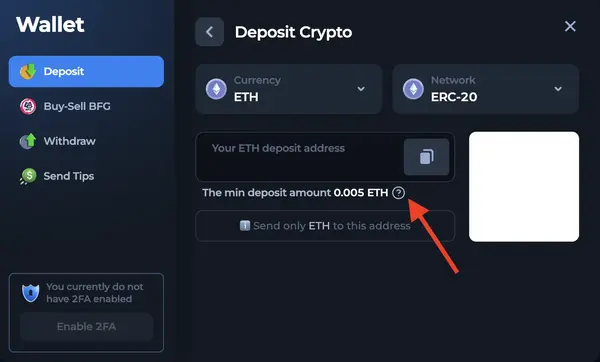 Wallet
Deposit Crypto
Deposit
Buy-Sell BFG
Withdraw
Send Tips
You currently do not
have 2FA enabled
Enable 2FA
Currency
ETH
Network
ERC-20
Your ETH deposit address
The min deposit amount 0.005 ETH ?
1 Send only ETH to this address